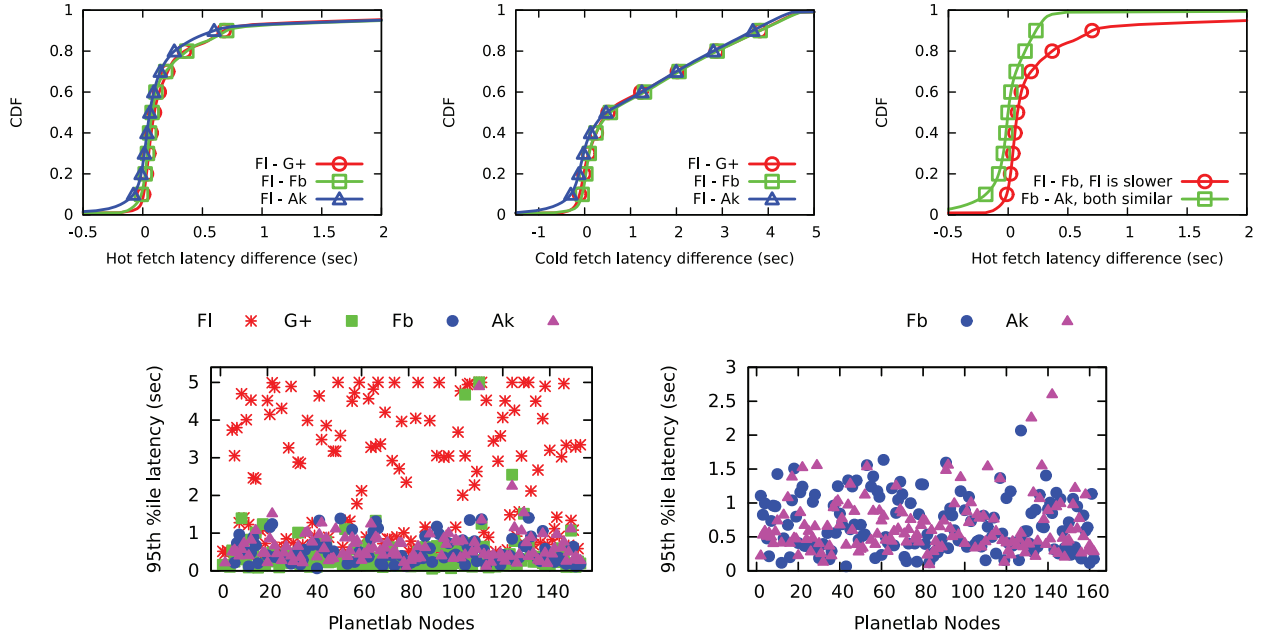 1
0.8
0.6
0.4
0.2
0
CDF
Fl - G+
Fl - Fb
Fl - Ak
-0.5 0 0.5 1 1.5 2
Hot fetch latency difference (sec)
1
0.8
0.6
0.4
0.2
0
CDF
Fl - G+
Fl - Fb
Fl - Ak
-1 0 1 2 3 4 5
Cold fetch latency difference (sec)
1
0.8
0.6
0.4
0.2
0
CDF
Fl - Fb, Fl is slower
Fb - Ak, both similar
-0.5 0 0.5 1 1.5 2
Hot fetch latency difference (sec)
Fl G+ Fb Ak
5
4
3
2
1
0
95th %ile latency (sec)
0 20 40 60 80 100 120 140
Planetlab Nodes
Fb Ak
3
2.5
2
1.5
1
0.5
0
95th %ile latency (sec)
0 20 40 60 80 100 120 140 160
Planetlab Nodes